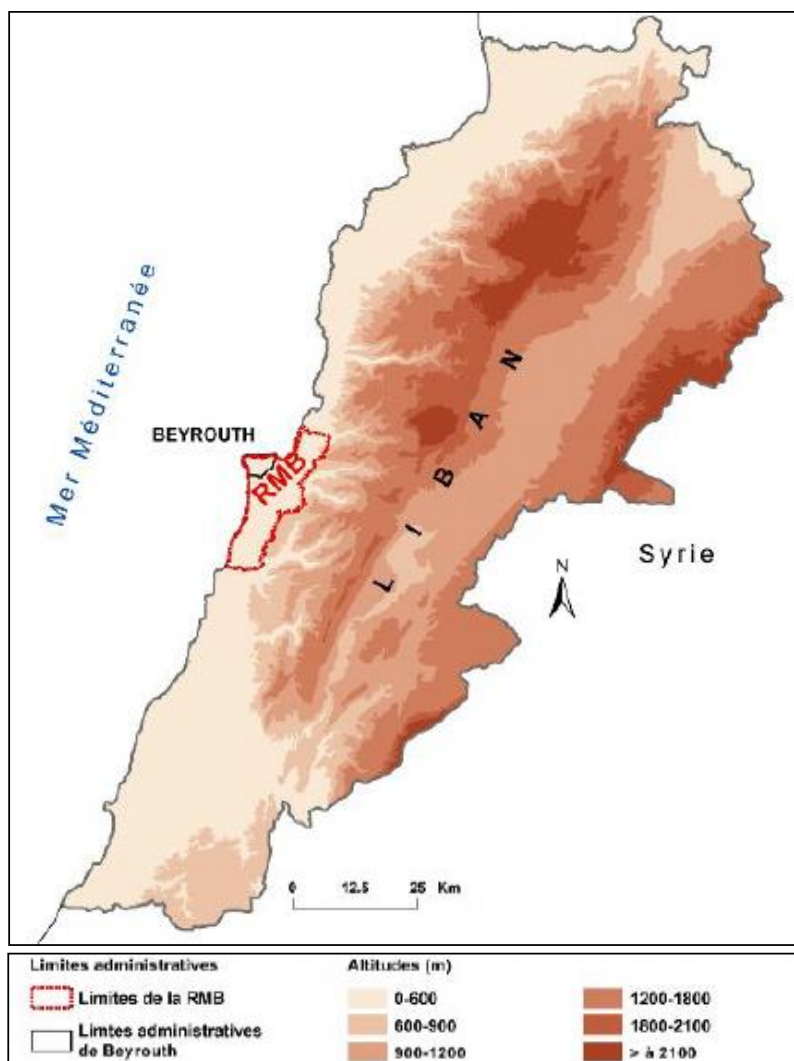 Mer Méditerranée
BEYROUTH
RMB
LIBAN
Syrie
N
0 12.5 25 Km
Limites administratives
Limites de la RMB
Limtes administratives
de Beyrouth
Altitudes (m)
0-600
600-900
900-1200
1200-1800
1800-2100
> à 2100